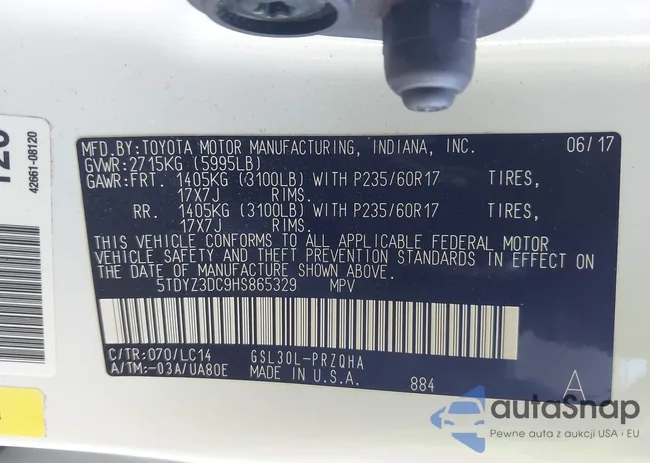 MFD.BY:TOYOTA MOTOR MANUFACTURING, INDIANA, INC. 06/17
GVWR:2715KG (5995LB)
GAWR:FRT. 1405KG (3100LB) WITH P235/60R17 TIRES,
17X7J RIMS.
RR. 1405KG (3100LB) WITH P235/60R17 TIRES,
17X7J RIMS.
THIS VEHICLE CONFORMS TO ALL APPLICABLE FEDERAL MOTOR
VEHICLE SAFETY AND THEFT PREVENTION STANDARDS IN EFFECT ON
THE DATE OF MANUFACTURE SHOWN ABOVE.
5TDYZ3DC9HS865329 MPV
C/TR:070/LC14 GSL30L-PRZQHA
A/TM:-03A/UA80E MADE IN U.S.A. 884 A
42661-08120
autoSnap
Pewne auta z aukcji USA i EU